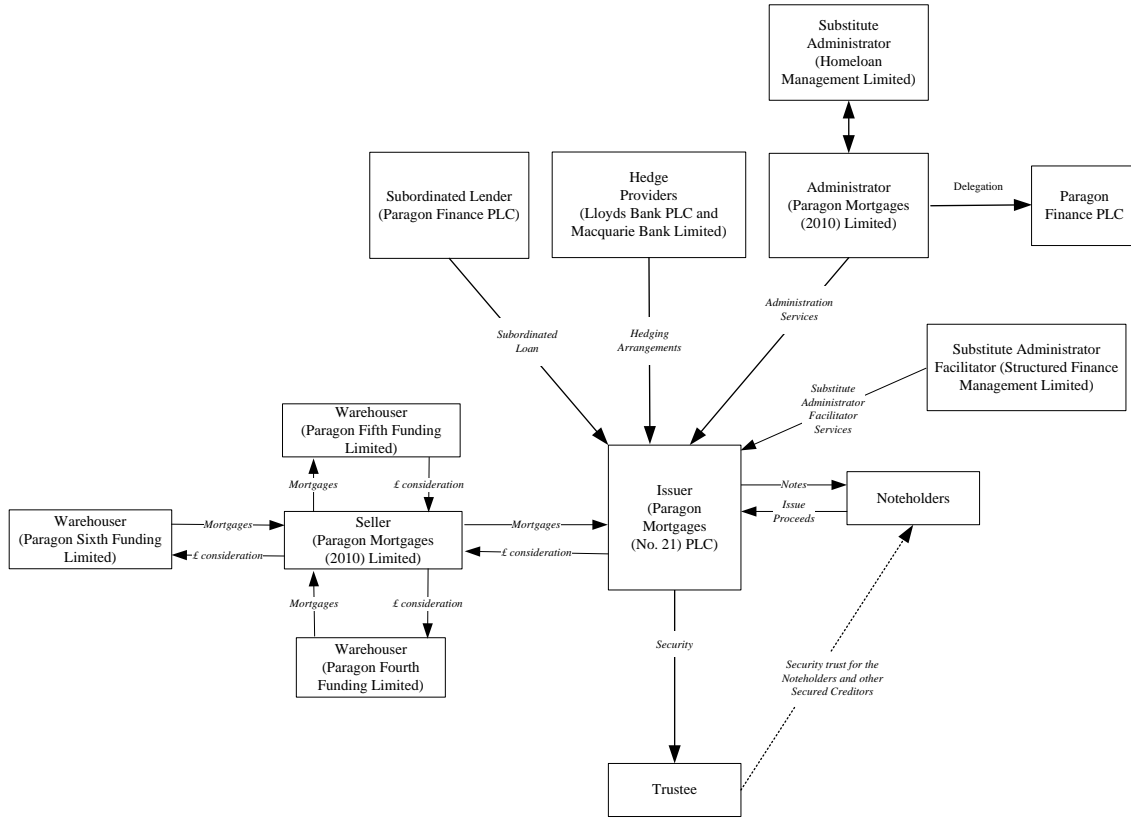 Substitute
Administrator
(Homeloan
Management Limited)
Subordinated Lender
(Paragon Finance PLC)
Hedge
Providers
(Lloyds Bank PLC and
Macquarie Bank Limited)
Administrator
(Paragon Mortgages
(2010) Limited)
Delegation
Paragon
Finance PLC
Subordinated
Loan
Hedging
Arrangements
Administration
Services
Substitute Administrator
Facilitator (Structured Finance
Management Limited)
Substitute
Administrator
Facilitator
Services
Warehouser
(Paragon Fifth Funding
Limited)
Mortgages
£ consideration
Warehouser
(Paragon Sixth Funding
Limited)
Mortgages
£ consideration
Seller
(Paragon Mortgages
(2010) Limited)
Mortgages
£ consideration
Issuer
(Paragon
Mortgages
(No. 21) PLC)
Notes
Issue
Proceeds
Noteholders
Mortgages
£ consideration
Warehouser
(Paragon Fourth
Funding Limited)
Security
Security trust for the
Noteholders and other
Secured Creditors
Trustee